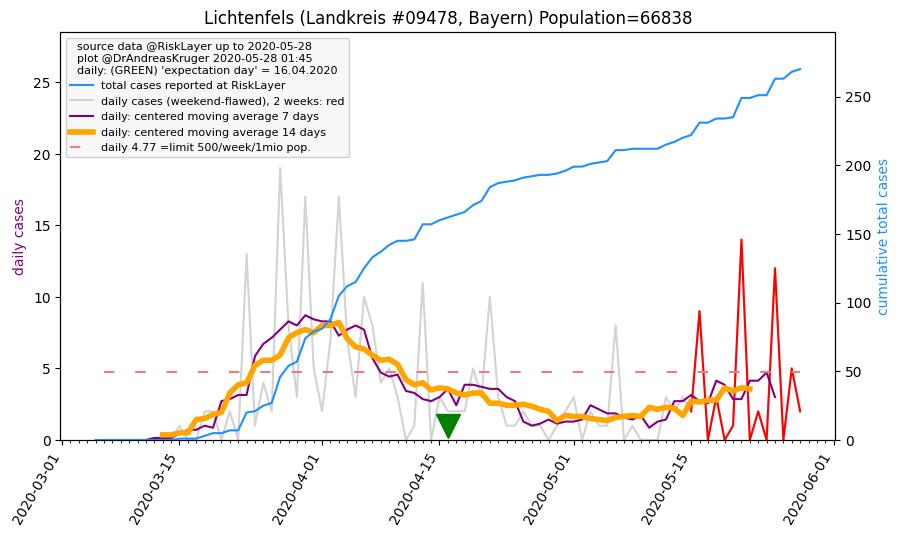 Lichtenfels (Landkreis #09478, Bayern) Population=66838
source data @RiskLayer up to 2020-05-28
plot @DrAndreasKruger 2020-05-28 01:45
daily: (GREEN) 'expectation day' = 16.04.2020
total cases reported at RiskLayer
daily cases (weekend-flawed), 2 weeks: red
daily: centered moving average 7 days
daily: centered moving average 14 days
daily 4.77 =limit 500/week/1mio pop.
daily cases
25
20
15
10
5
0
cumulative total cases
250
200
150
100
50
0
2020-03-01
2020-03-15
2020-04-01
2020-04-15
2020-05-01
2020-05-15
2020-06-01